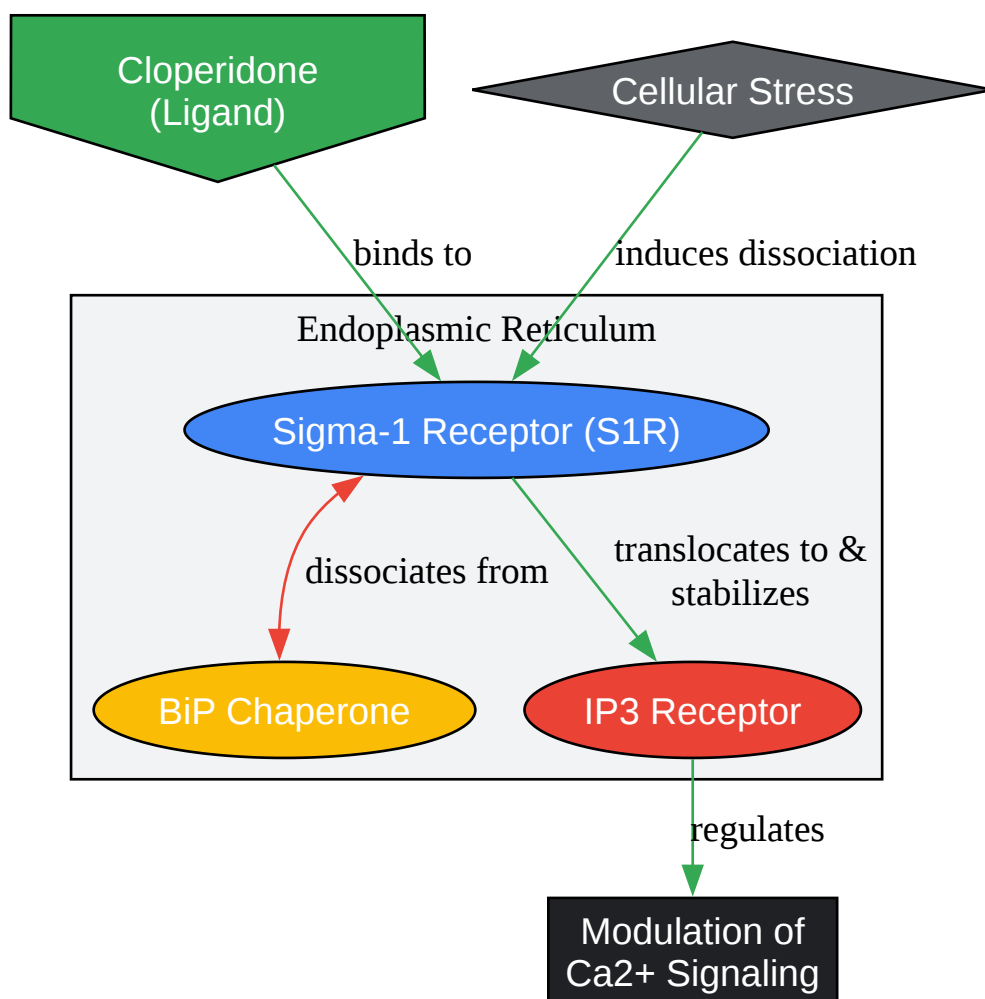 Cloperidone
(Ligand)
Cellular Stress
binds to
induces dissociation
Endoplasmic Reticulum
Sigma-1 Receptor (S1R)
dissociates from
translocates to &
stabilizes
BiP Chaperone
IP3 Receptor
regulates
Modulation of
Ca2+ Signaling